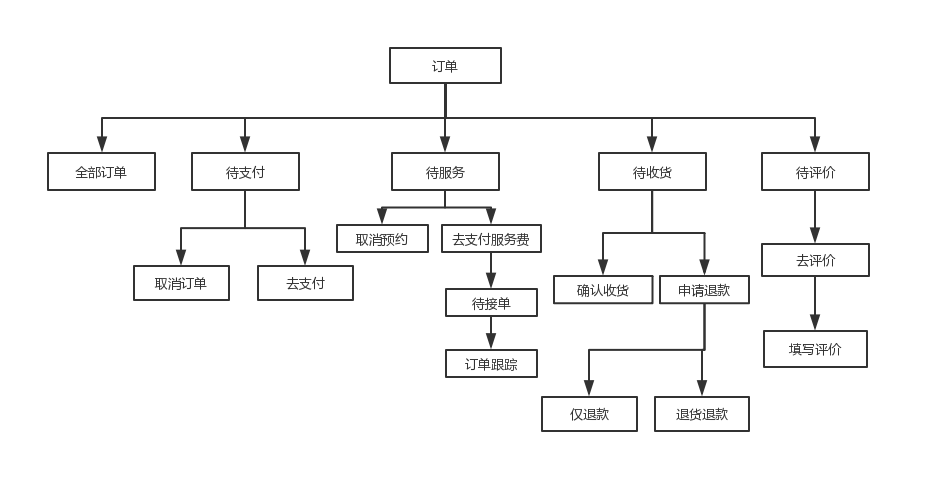 订单
全部订单
待支付
待服务
待收货
待评价
取消预约
去支付服务费
去评价
取消订单
去支付
确认收货
申请退款
待接单
填写评价
订单跟踪
仅退款
退货退款